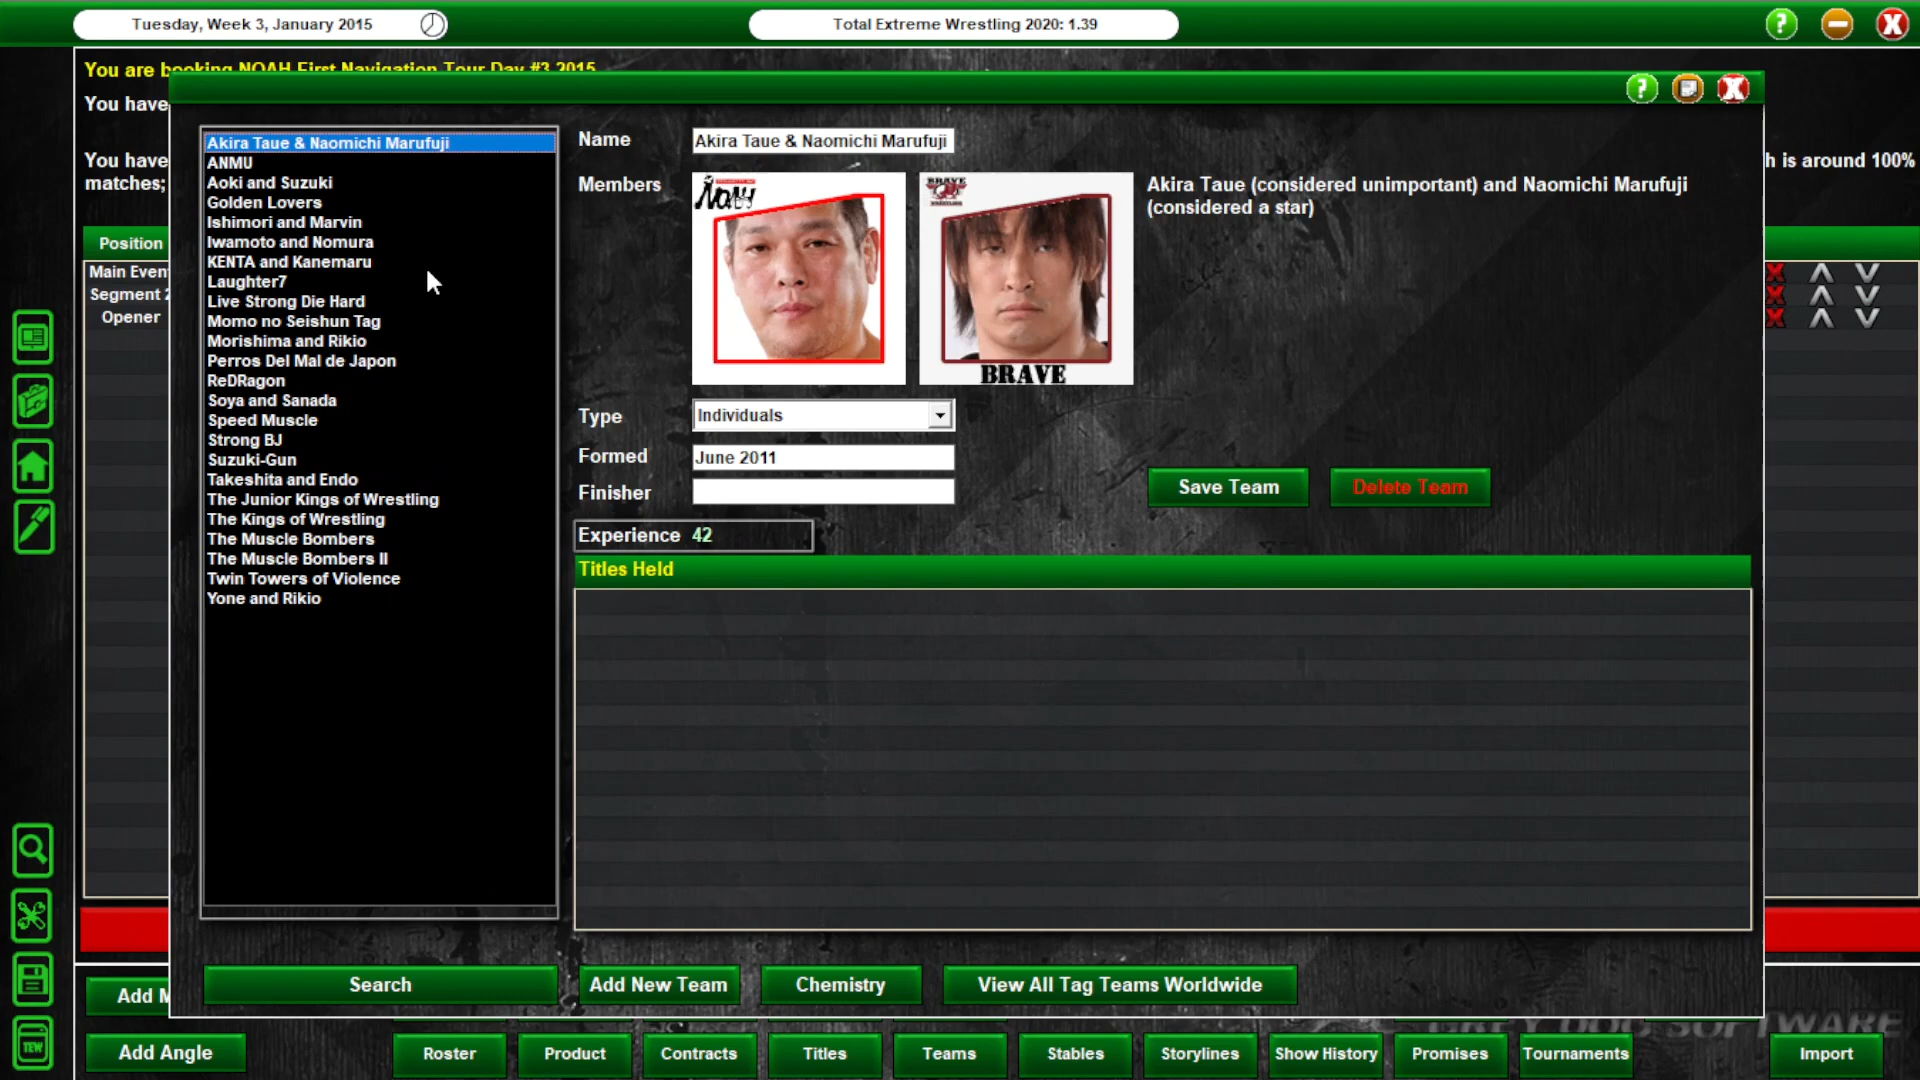 Tuesday, Week 3, January 2015
Total Extreme Wrestling 2020: 1.39
You are booking NOAH First Navigation Tour Day #3 2015
You have
You have
h is around 100%
matches;
Position
Main Even
Segment 2
Opener
Akira Taue & Naomichi Marufuji
ANMU
Aoki and Suzuki
Golden Lovers
Ishimori and Marvin
Iwamoto and Nomura
KENTA and Kanemaru
Laughter7
Live Strong Die Hard
Momo no Seishun Tag
Morishima and Rikio
Perros Del Mal de Japon
ReDRagon
Soya and Sanada
Speed Muscle
Strong BJ
Suzuki-Gun
Takeshita and Endo
The Junior Kings of Wrestling
The Kings of Wrestling
The Muscle Bombers
The Muscle Bombers II
Twin Towers of Violence
Yone and Rikio
Name
Akira Taue & Naomichi Marufuji
Members
NOAH
BRAVE
BRAVE
Akira Taue (considered unimportant) and Naomichi Marufuji
(considered a star)
Type
Individuals
Formed
June 2011
Finisher
Save Team
Delete Team
Experience 42
Titles Held
Search
Add New Team
Chemistry
View All Tag Teams Worldwide
Add M
GREY DOG SOFTWARE
TEW
Add Angle
Roster
Product
Contracts
Titles
Teams
Stables
Storylines
Show History
Promises
Tournaments
Import